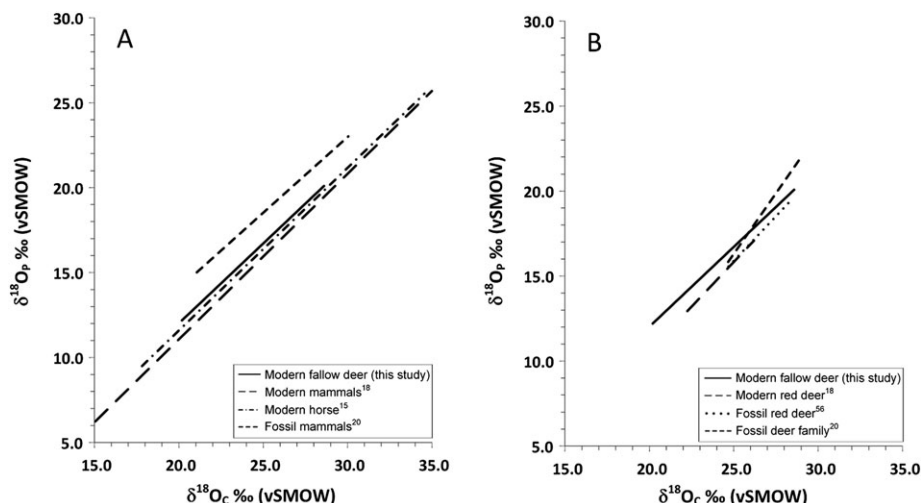 A
30.0
25.0
20.0
15.0
10.0
5.0
δ¹⁸Oₚ ‰ (vSMOW)
15.0 20.0 25.0 30.0 35.0
δ¹⁸O꜀ ‰ (vSMOW)
Modern fallow deer (this study)
Modern mammals¹⁸
Modern horse¹⁵
Fossil mammals²⁰
B
30.0
25.0
20.0
15.0
10.0
5.0
δ¹⁸Oₚ ‰ (vSMOW)
15.0 20.0 25.0 30.0 35.0
δ¹⁸O꜀ ‰ (vSMOW)
Modern fallow deer (this study)
Modern red deer¹⁸
Fossil red deer⁵⁶
Fossil deer family²⁰